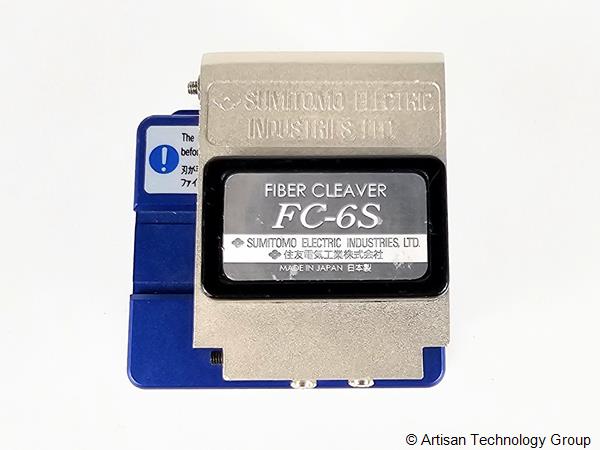 SUMITOMO ELECTRIC
INDUSTRIES, LTD.
The
befor
刃が
ファイ
FIBER CLEAVER
FC-6S
SUMITOMO ELECTRIC INDUSTRIES, LTD.
住友電気工業株式会社
MADE IN JAPAN 日本製
© Artisan Technology Group